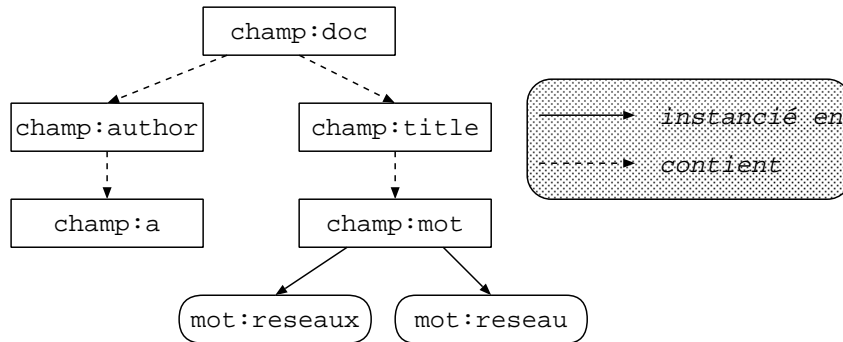 champ:doc
champ:author
champ:title
instancié en
contient
champ:a
champ:mot
mot:reseaux
mot:reseau